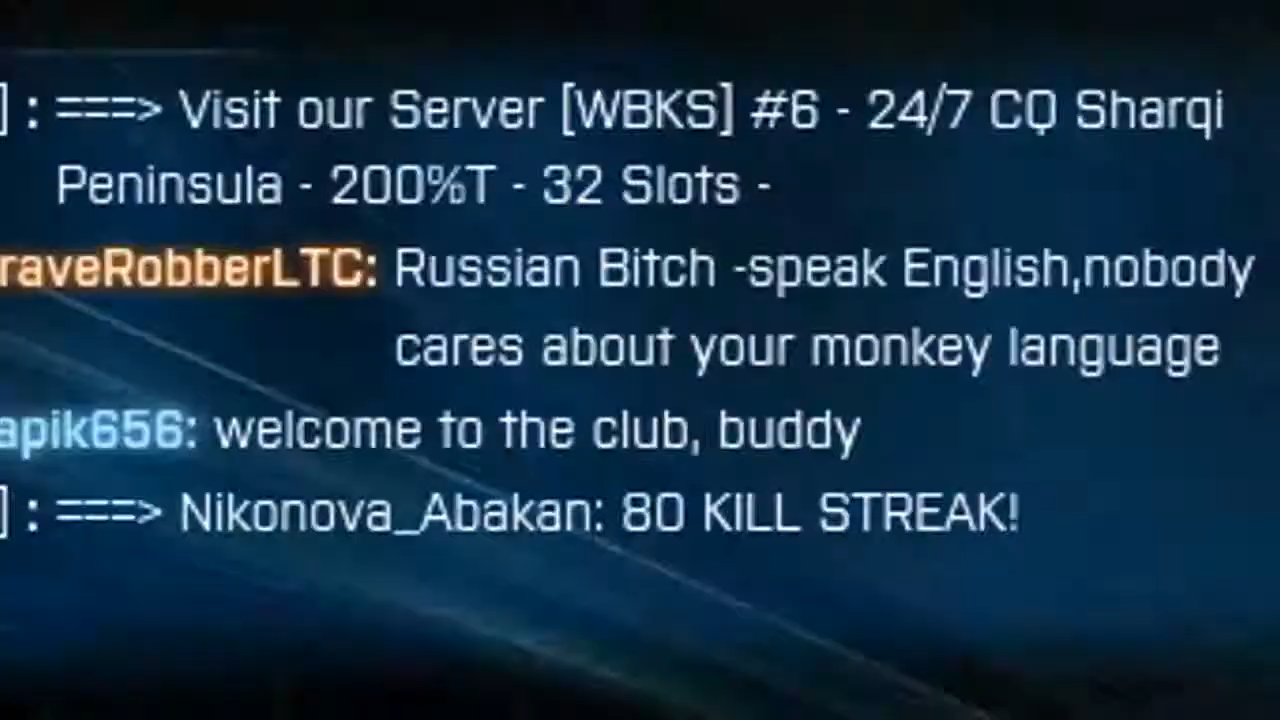 ] : ===> Visit our Server [WBKS] #6 - 24/7 CQ Sharqi
Peninsula - 200%T - 32 Slots -
raveRobberLTC: Russian Bitch -speak English,nobody
cares about your monkey language
apik656: welcome to the club, buddy
] : ===> Nikonova_Abakan: 80 KILL STREAK!